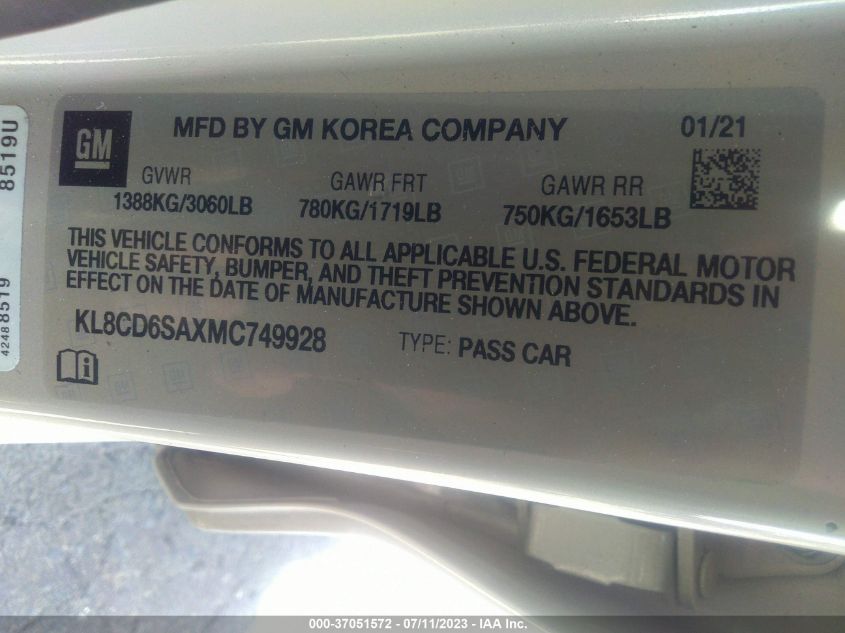 GM
MFD BY GM KOREA COMPANY
01/21
GVWR
GAWR FRT
GAWR RR
1388KG/3060LB
780KG/1719LB
750KG/1653LB
THIS VEHICLE CONFORMS TO ALL APPLICABLE U.S. FEDERAL MOTOR
VEHICLE SAFETY, BUMPER, AND THEFT PREVENTION STANDARDS IN
EFFECT ON THE DATE OF MANUFACTURE SHOWN ABOVE.
KL8CD6SAXMC749928
TYPE: PASS CAR
8519U
42488519
000-37051572 - 07/11/2023 - IAA Inc.